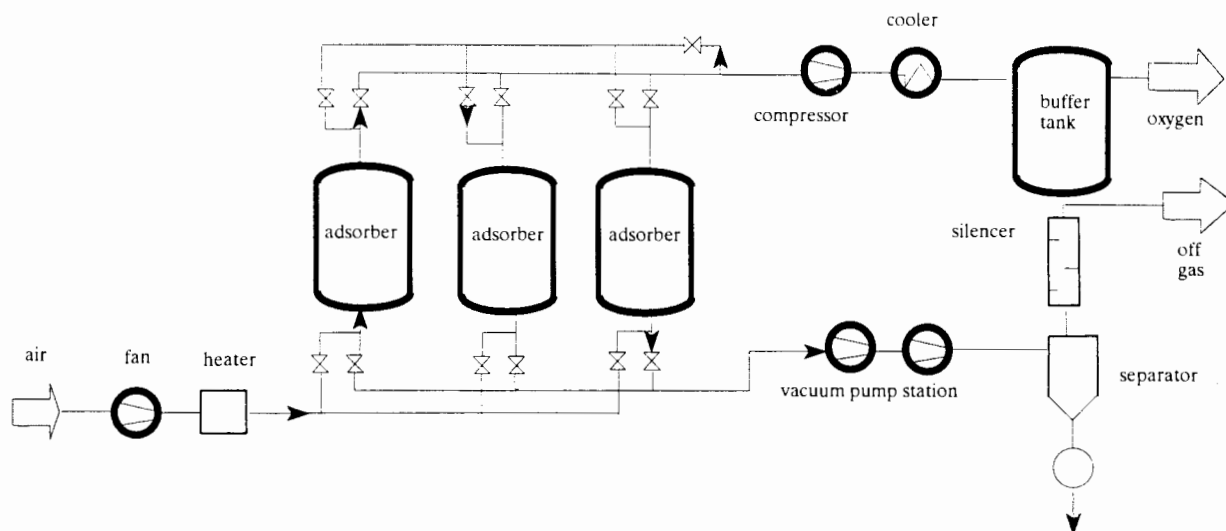 cooler
compressor
buffer
tank
oxygen
adsorber
adsorber
adsorber
silencer
off
gas
air
fan
heater
vacuum pump station
separator